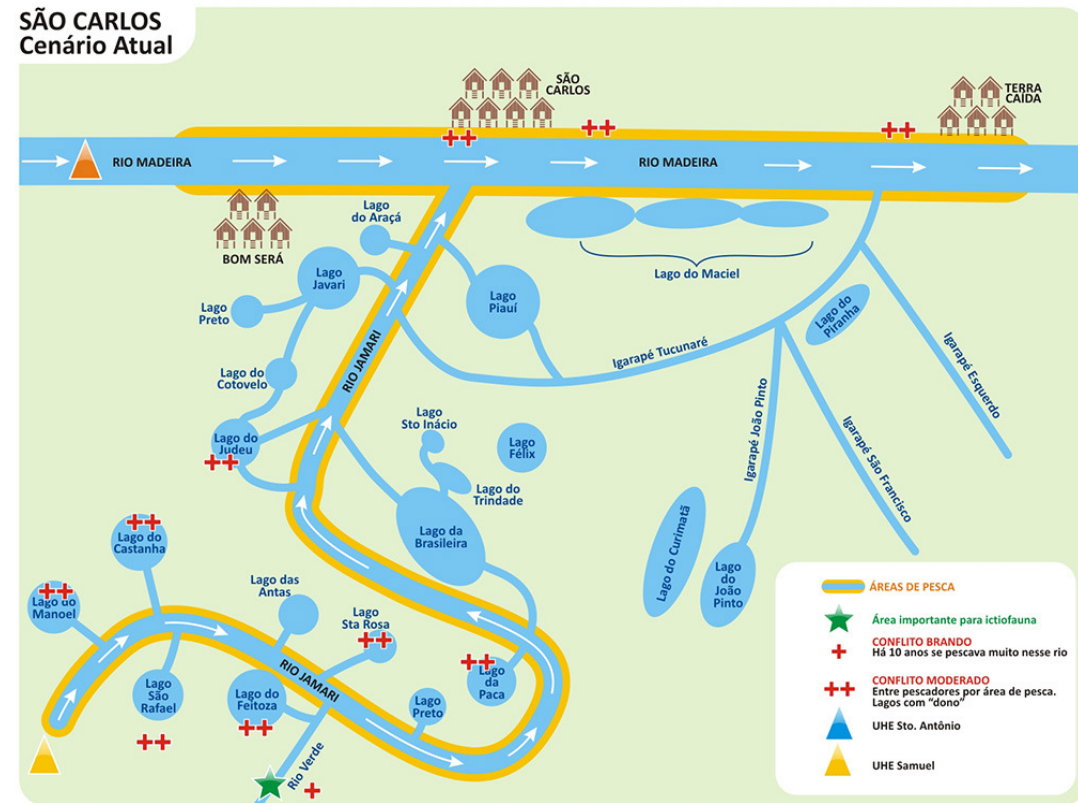 SÃO CARLOS
Cenário Atual
SÃO
CARLOS
TERRA
CAÍDA
RIO MADEIRA
RIO MADEIRA
BOM SERÁ
Lago
do Araçá
Lago do Maciel
Lago
Javari
Lago
Preto
Lago
Piauí
Lago do
Piranha
RIO JAMARI
Igarapé Tucunaré
Igarapé Esquerdo
Lago do
Cotovelo
Igarapé João Pinto
Igarapé São Francisco
Lago
Sto Inácio
Lago do
Judeu
Lago
Félix
Lago do
Trindade
Lago da
Brasileira
Lago do Curimatã
Lago
do João
Pinto
Lago do
Castanha
Lago das
Antas
Lago do
Manoel
Lago
Sta Rosa
RIO JAMARI
Lago
da
Paca
Lago
São
Rafael
Lago do
Feitoza
Lago
Preto
Rio Verde
ÁREAS DE PESCA
Área importante para ictiofauna
CONFLITO BRANDO
Há 10 anos se pescava muito nesse rio
CONFLITO MODERADO
Entre pescadores por área de pesca.
Lagos com “dono”
UHE Sto. Antônio
UHE Samuel